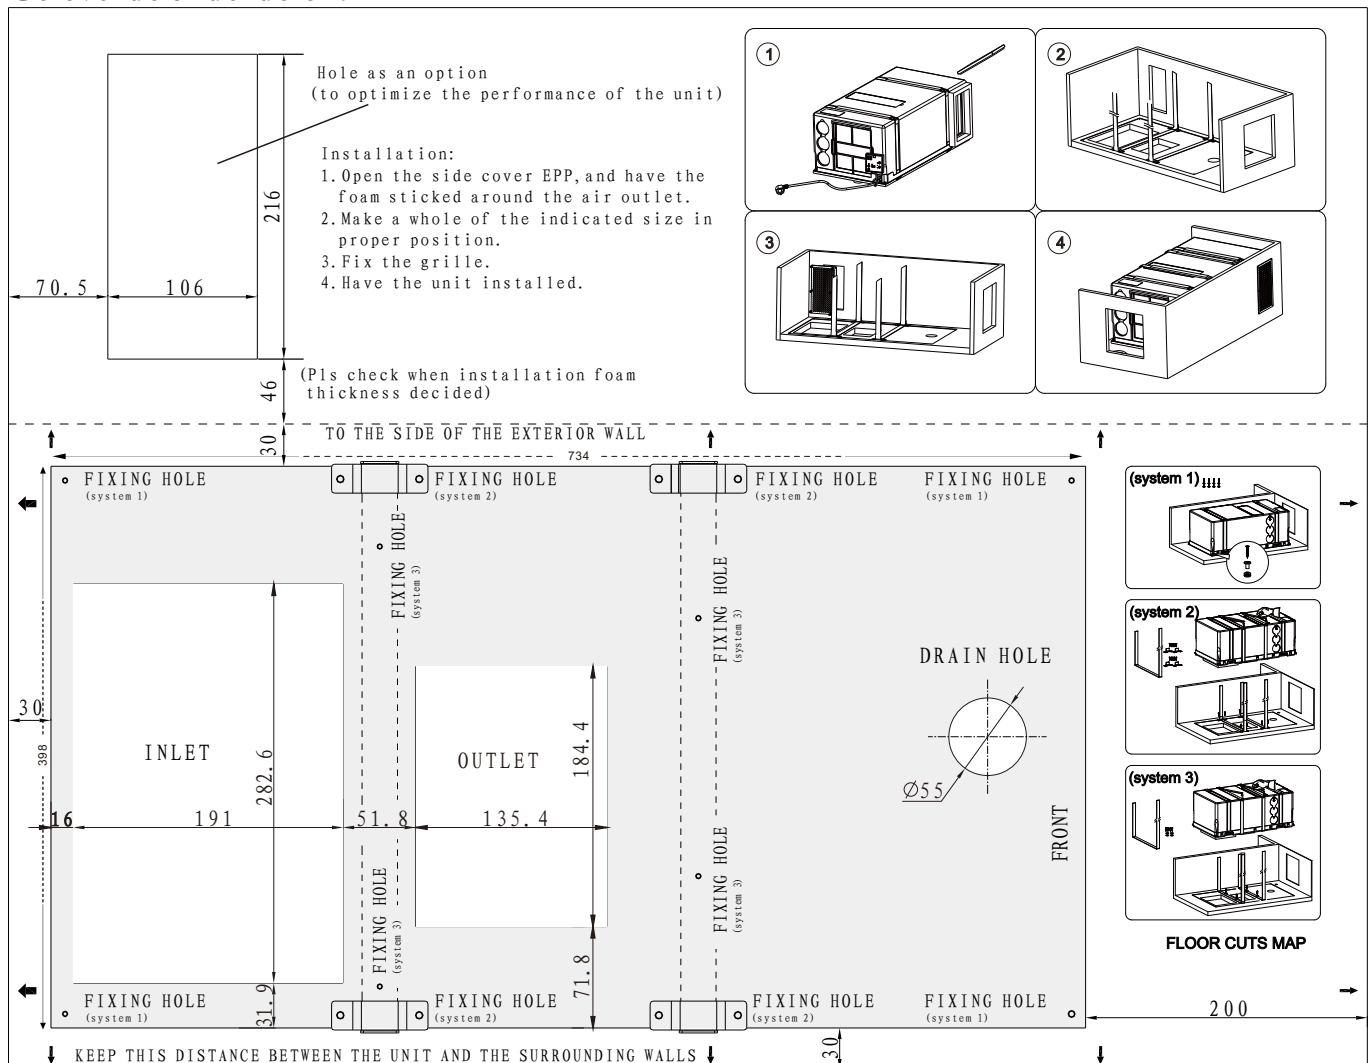 Hole as an option
(to optimize the performance of the unit)
Installation:
1. Open the side cover EPP, and have the
foam sticked around the air outlet.
2. Make a whole of the indicated size in
proper position.
3. Fix the grille.
4. Have the unit installed.
216
70.5
106
46
(Pls check when installation foam
thickness decided)
1
2
3
4
30
TO THE SIDE OF THE EXTERIOR WALL
734
FIXING HOLE
(system 1)
FIXING HOLE
(system 2)
FIXING HOLE
(system 2)
FIXING HOLE
(system 1)
FIXING HOLE
(system 3)
FIXING HOLE
(system 3)
DRAIN HOLE
Ø55
30
398
INLET
282.6
16
191
51.8
OUTLET
184.4
135.4
FRONT
FIXING HOLE
(system 3)
FIXING HOLE
(system 3)
71.8
31.9
FIXING HOLE
(system 1)
FIXING HOLE
(system 2)
FIXING HOLE
(system 2)
FIXING HOLE
(system 1)
(system 1)
(system 2)
(system 3)
FLOOR CUTS MAP
200
30
KEEP THIS DISTANCE BETWEEN THE UNIT AND THE SURROUNDING WALLS